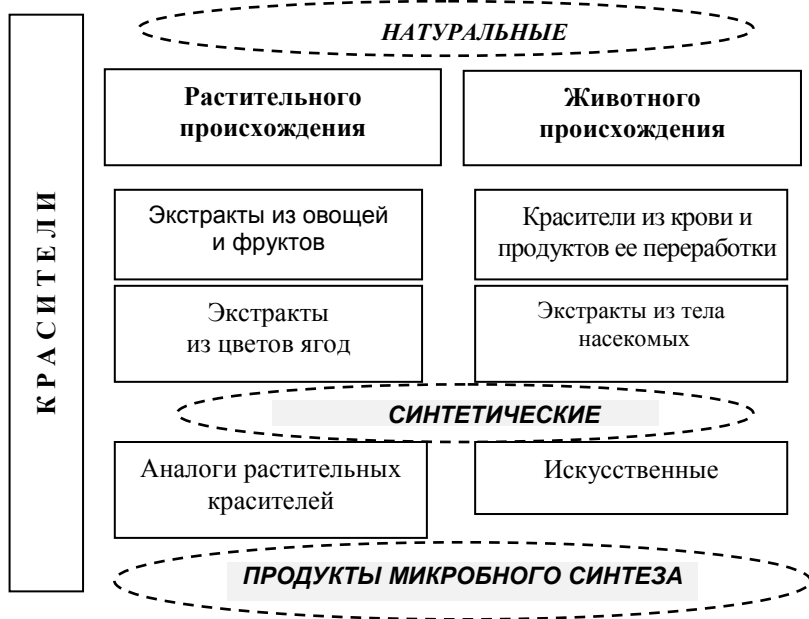 КРАСИТЕЛИ
НАТУРАЛЬНЫЕ
Растительного
происхождения
Животного
происхождения
Экстракты из овощей
и фруктов
Красители из крови и
продуктов ее переработки
Экстракты
из цветов ягод
Экстракты из тела
насекомых
СИНТЕТИЧЕСКИЕ
Аналоги растительных
красителей
Искусственные
ПРОДУКТЫ МИКРОБНОГО СИНТЕЗА